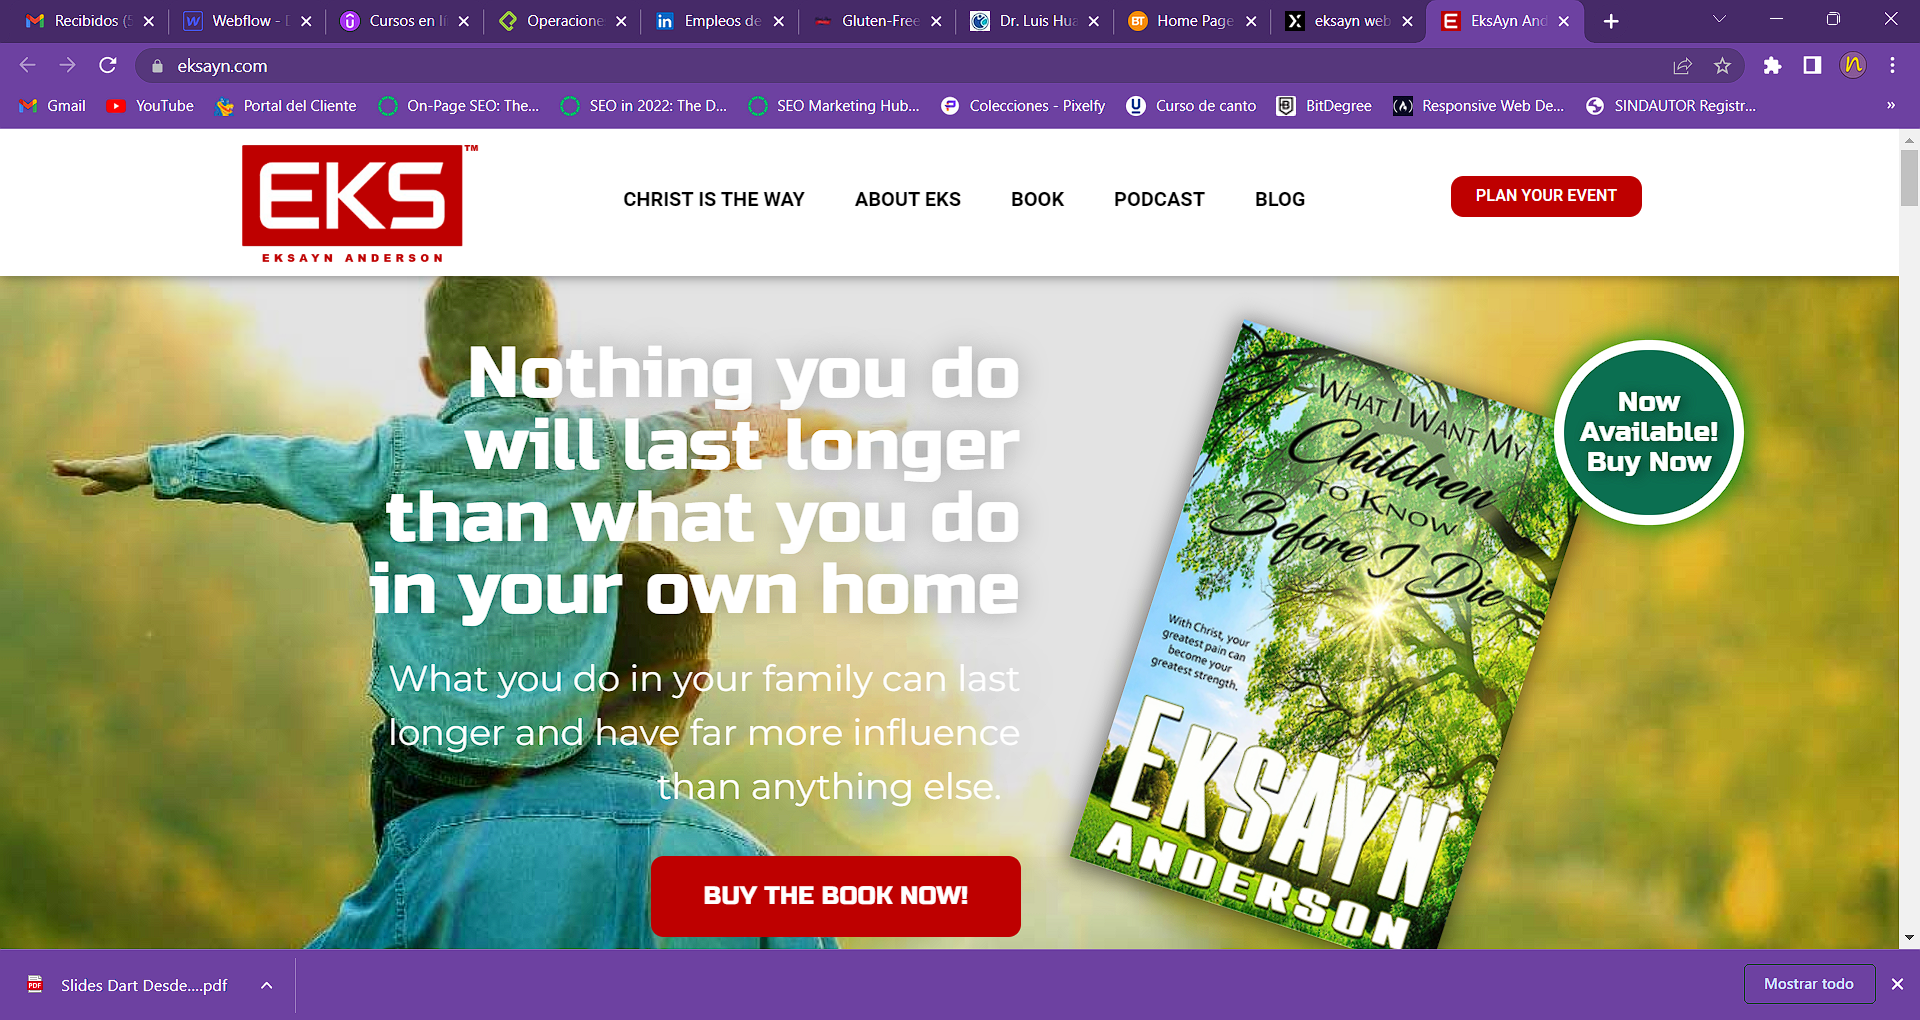 Recibidos (5
Webflow - D
Cursos en lí
Operacione
Empleos de
Gluten-Free
Dr. Luis Hua
Home Page
eksayn web
EksAyn And
eksayn.com
Gmail
YouTube
Portal del Cliente
On-Page SEO: The...
SEO in 2022: The D...
SEO Marketing Hub...
Colecciones - Pixelfy
Curso de canto
BitDegree
Responsive Web De...
SINDAUTOR Registr...
»
EKS™
EKSAYN ANDERSON
CHRIST IS THE WAY
ABOUT EKS
BOOK
PODCAST
BLOG
PLAN YOUR EVENT
Nothing you do
will last longer
than what you do
in your own home
What you do in your family can last
longer and have far more influence
than anything else.
BUY THE BOOK NOW!
WHAT I WANT MY
Children
TO KNOW
Before I Die
With Christ, your
greatest pain can
become your
greatest strength.
EKSAYN
ANDERSON
Now
Available!
Buy Now
PDF
Slides Dart Desde....pdf
Mostrar todo